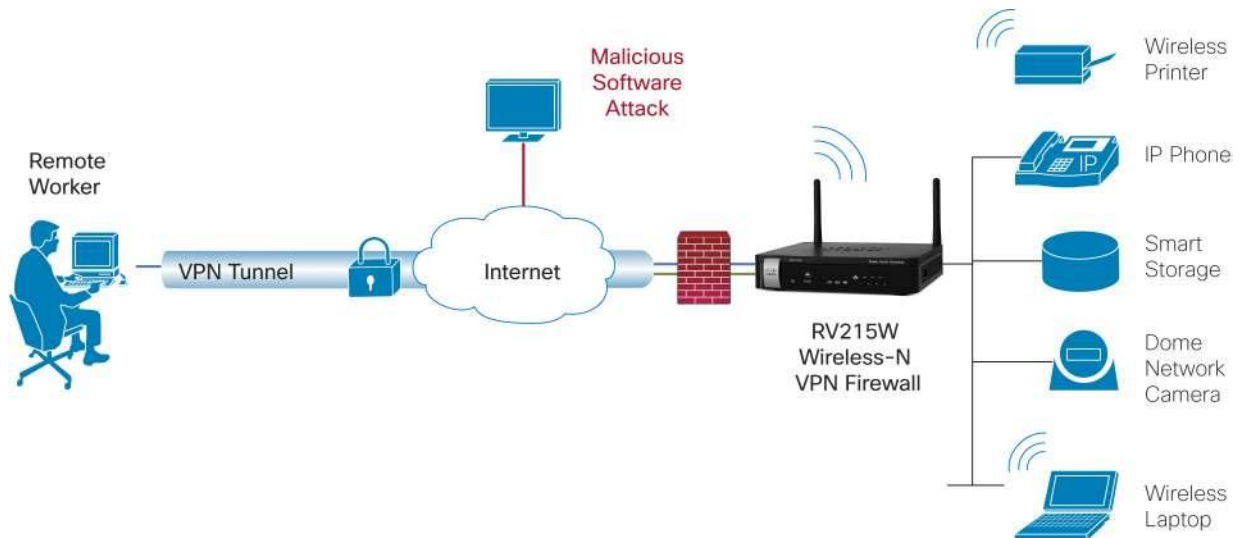 Malicious
Software
Attack
Remote
Worker
VPN Tunnel
Internet
RV215W
Wireless-N
VPN Firewall
Wireless
Printer
IP
IP Phone
Smart
Storage
Dome
Network
Camera
Wireless
Laptop